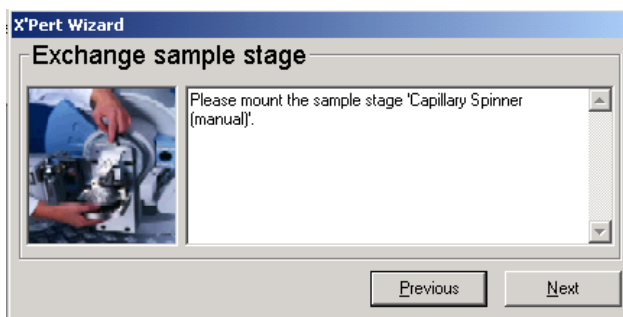 X'Pert Wizard
Exchange sample stage
Please mount the sample stage 'Capillary Spinner
(manual)'.
Previous
Next